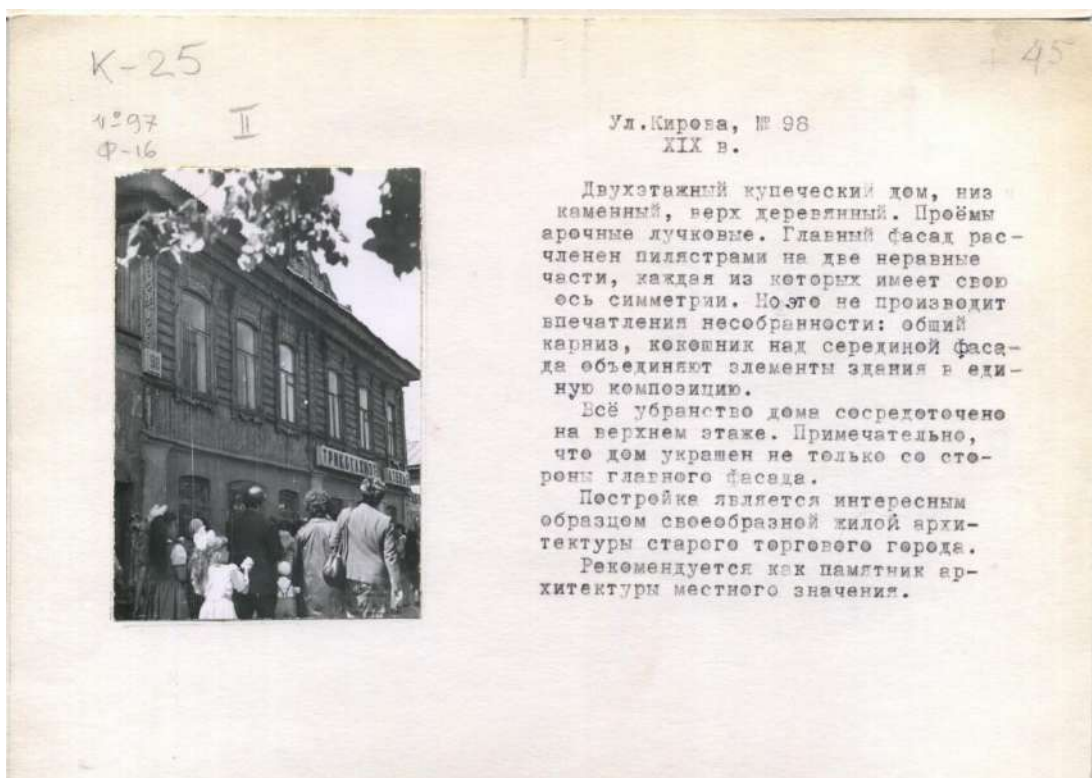 К-25
45
№97
II
Ф-16
Ул.Кирова, № 98
XIX в.
Двухэтажный купеческий дом, низ
каменный, верх деревянный. Проёмы
арочные лучковые. Главный фасад рас-
членен пилястрами на две неравные
части, каждая из которых имеет свою
ось симметрии. Но это не производит
впечатления несобранности: общий
карниз, кокошник над серединой фаса-
да объединяют элементы здания в еди-
ную композицию.
Всё убранство дома сосредоточено
на верхнем этаже. Примечательно,
что дом украшен не только со сто-
роны главного фасада.
Постройка является интересным
образцом своеобразной жилой архи-
тектуры старого торгового города.
Рекомендуется как памятник ар-
хитектуры местного значения.
98